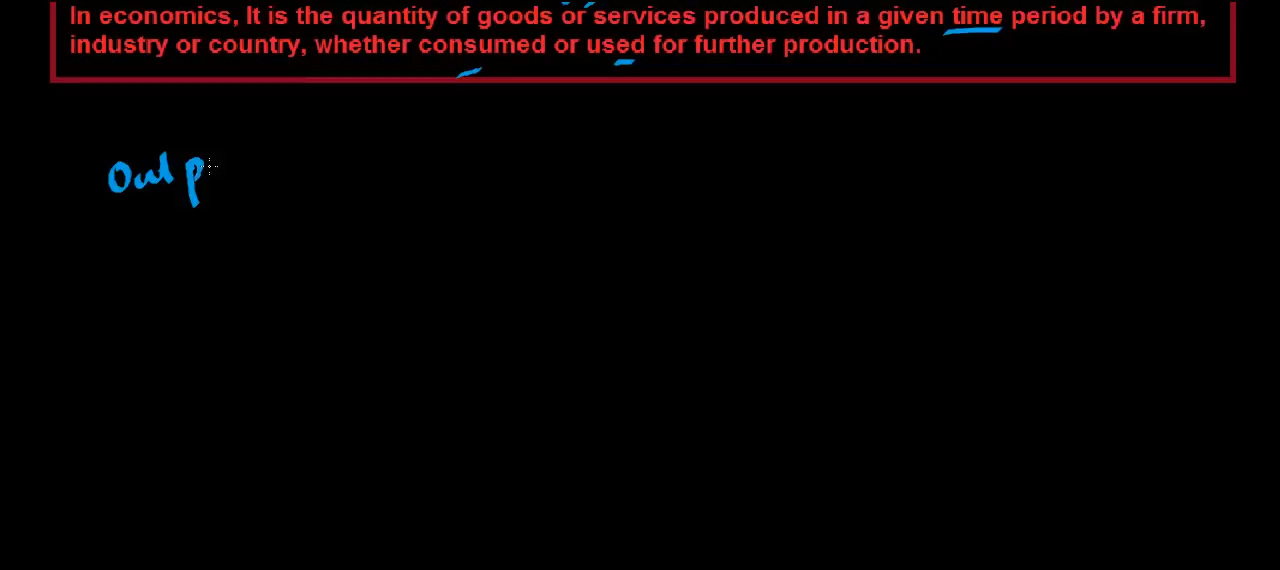 In economics, It is the quantity of goods or services produced in a given time period by a firm,
industry or country, whether consumed or used for further production.
Outp